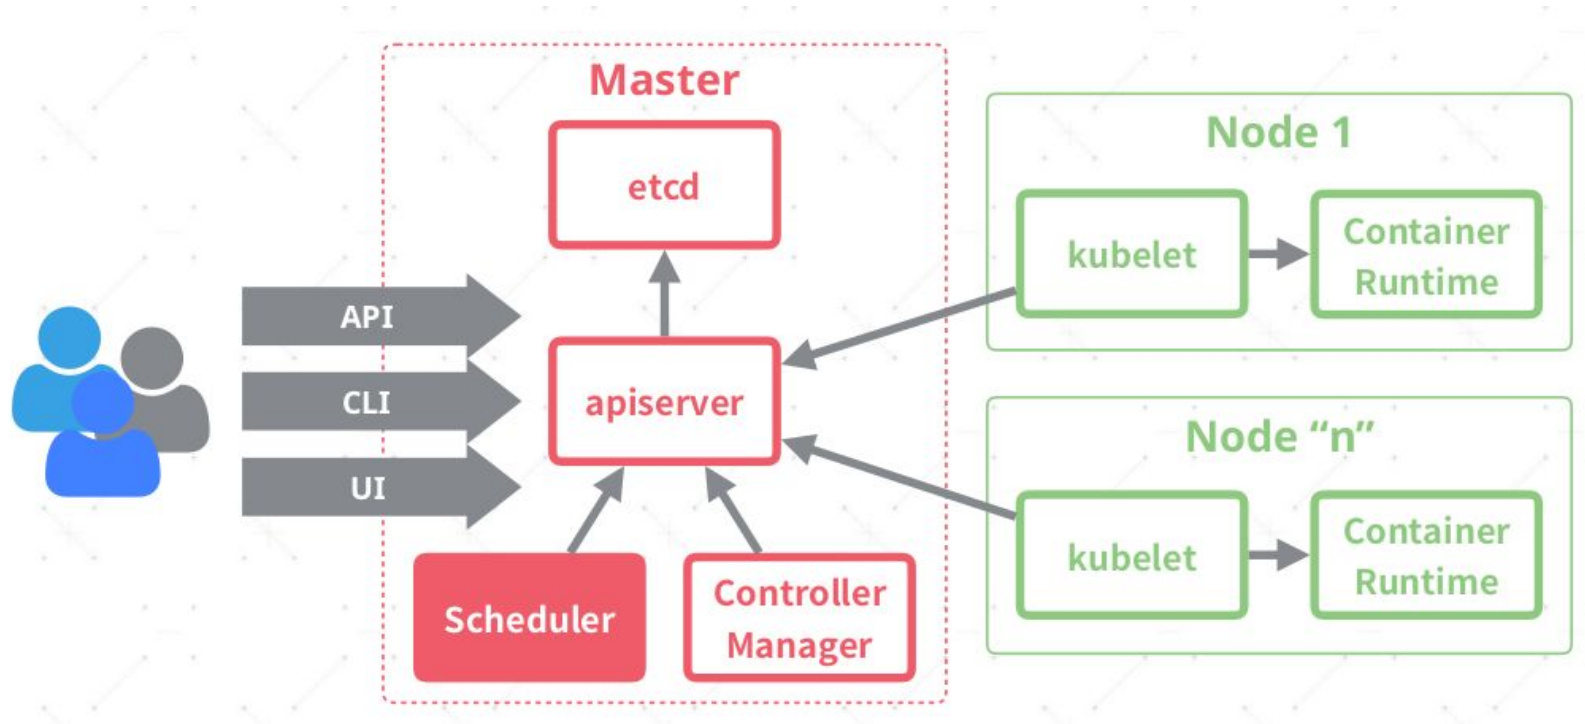 Master
etcd
API
CLI
UI
apiserver
Scheduler
Controller
Manager
Node 1
kubelet
Container
Runtime
Node “n”
kubelet
Container
Runtime